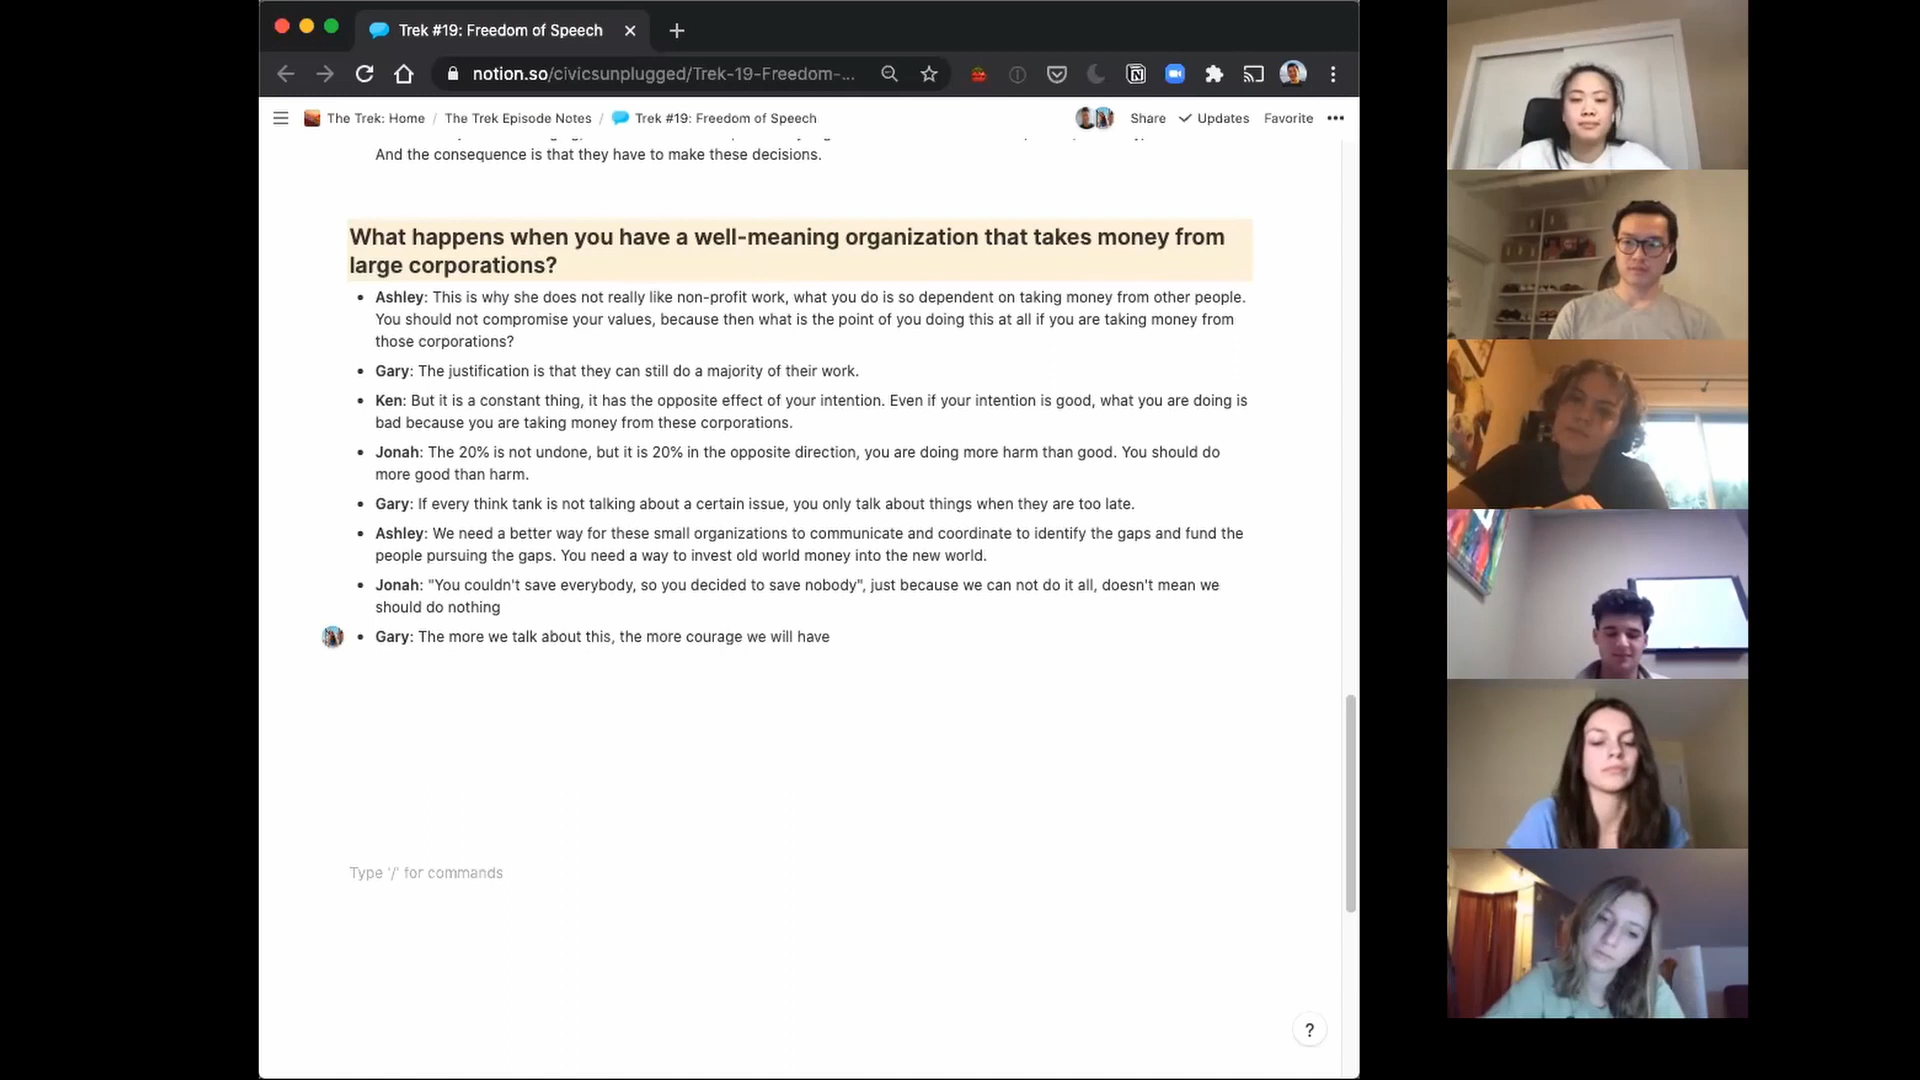 Trek #19: Freedom of Speech
notion.so/civicsunplugged/Trek-19-Freedom-...
The Trek: Home / The Trek Episode Notes / Trek #19: Freedom of Speech
Share Updates Favorite
And the consequence is that they have to make these decisions.
What happens when you have a well-meaning organization that takes money from
large corporations?
• Ashley: This is why she does not really like non-profit work, what you do is so dependent on taking money from other people.
You should not compromise your values, because then what is the point of you doing this at all if you are taking money from
those corporations?
• Gary: The justification is that they can still do a majority of their work.
• Ken: But it is a constant thing, it has the opposite effect of your intention. Even if your intention is good, what you are doing is
bad because you are taking money from these corporations.
• Jonah: The 20% is not undone, but it is 20% in the opposite direction, you are doing more harm than good. You should do
more good than harm.
• Gary: If every think tank is not talking about a certain issue, you only talk about things when they are too late.
• Ashley: We need a better way for these small organizations to communicate and coordinate to identify the gaps and fund the
people pursuing the gaps. You need a way to invest old world money into the new world.
• Jonah: "You couldn't save everybody, so you decided to save nobody", just because we can not do it all, doesn't mean we
should do nothing
• Gary: The more we talk about this, the more courage we will have
Type '/' for commands
?